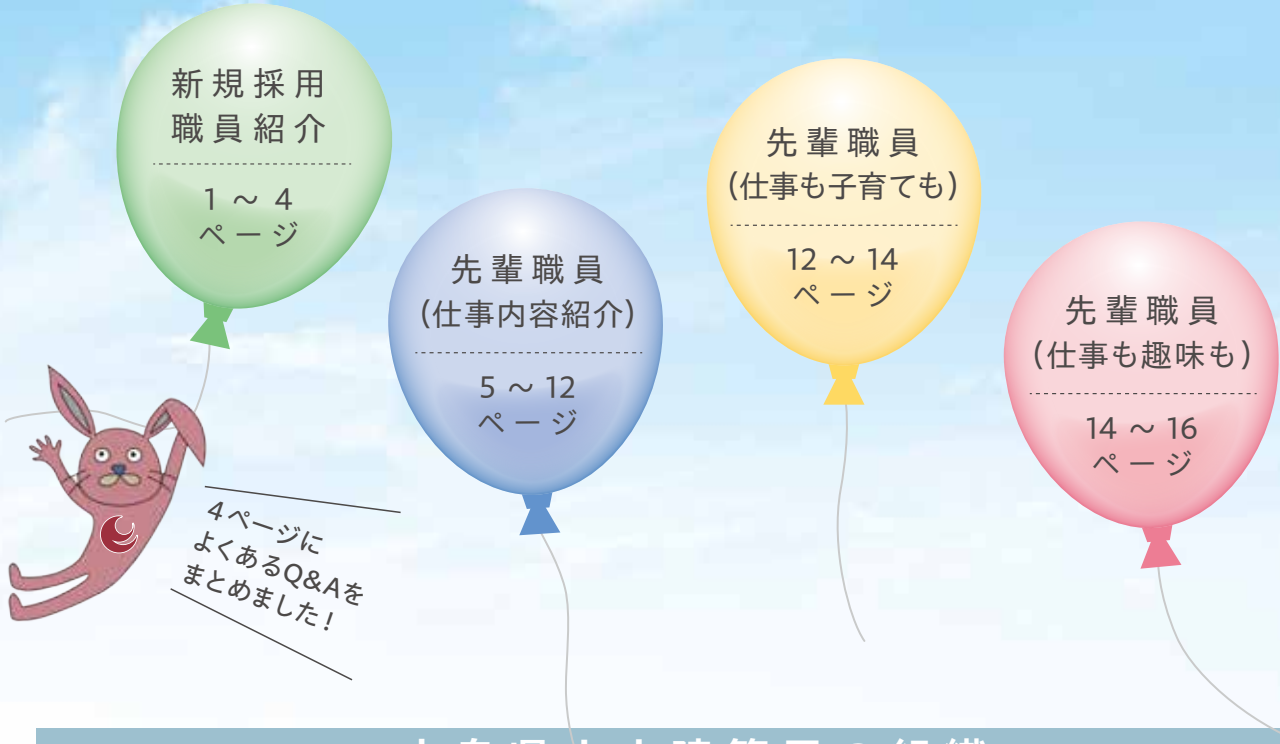 新規採用
職員紹介
1 ～ 4
ページ
先輩職員
(仕事内容紹介)
5 ～ 12
ページ
先輩職員
(仕事も子育ても)
12 ～ 14
ページ
先輩職員
(仕事も趣味も)
14 ～ 16
ページ
4ページに
よくあるQ&Aを
まとめました！